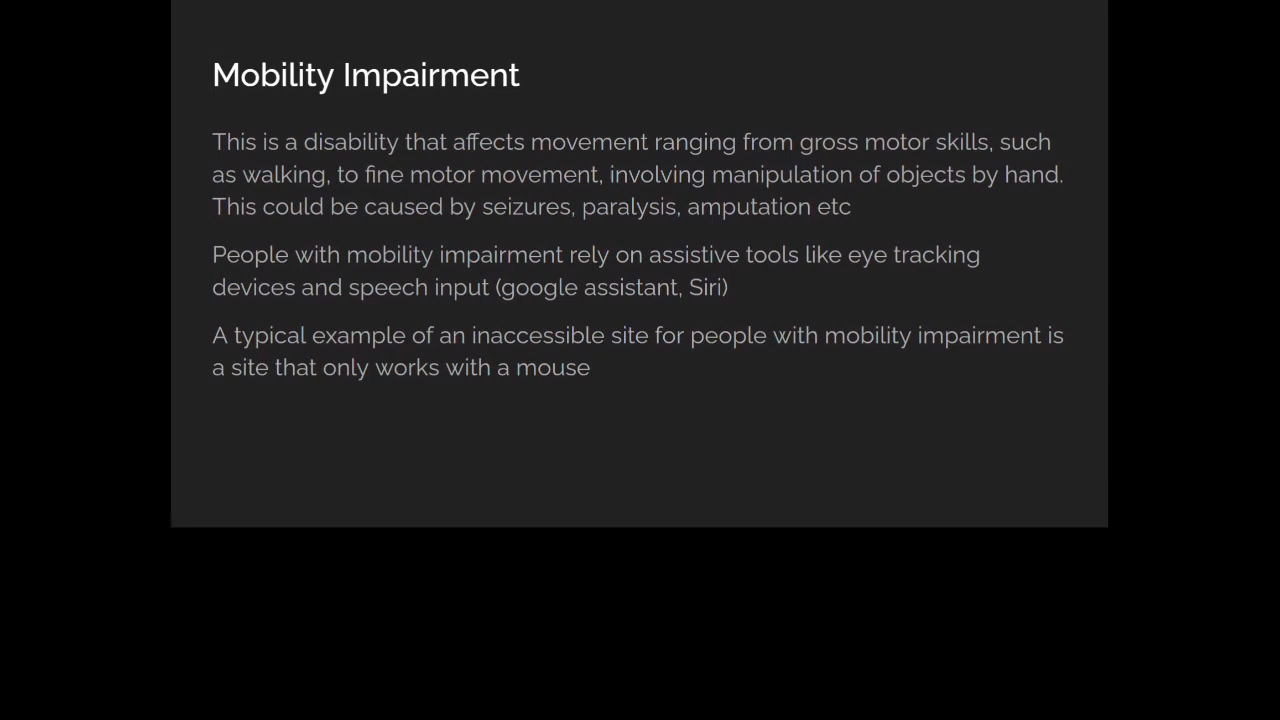 Mobility Impairment
This is a disability that affects movement ranging from gross motor skills, such
as walking, to fine motor movement, involving manipulation of objects by hand.
This could be caused by seizures, paralysis, amputation etc
People with mobility impairment rely on assistive tools like eye tracking
devices and speech input (google assistant, Siri)
A typical example of an inaccessible site for people with mobility impairment is
a site that only works with a mouse